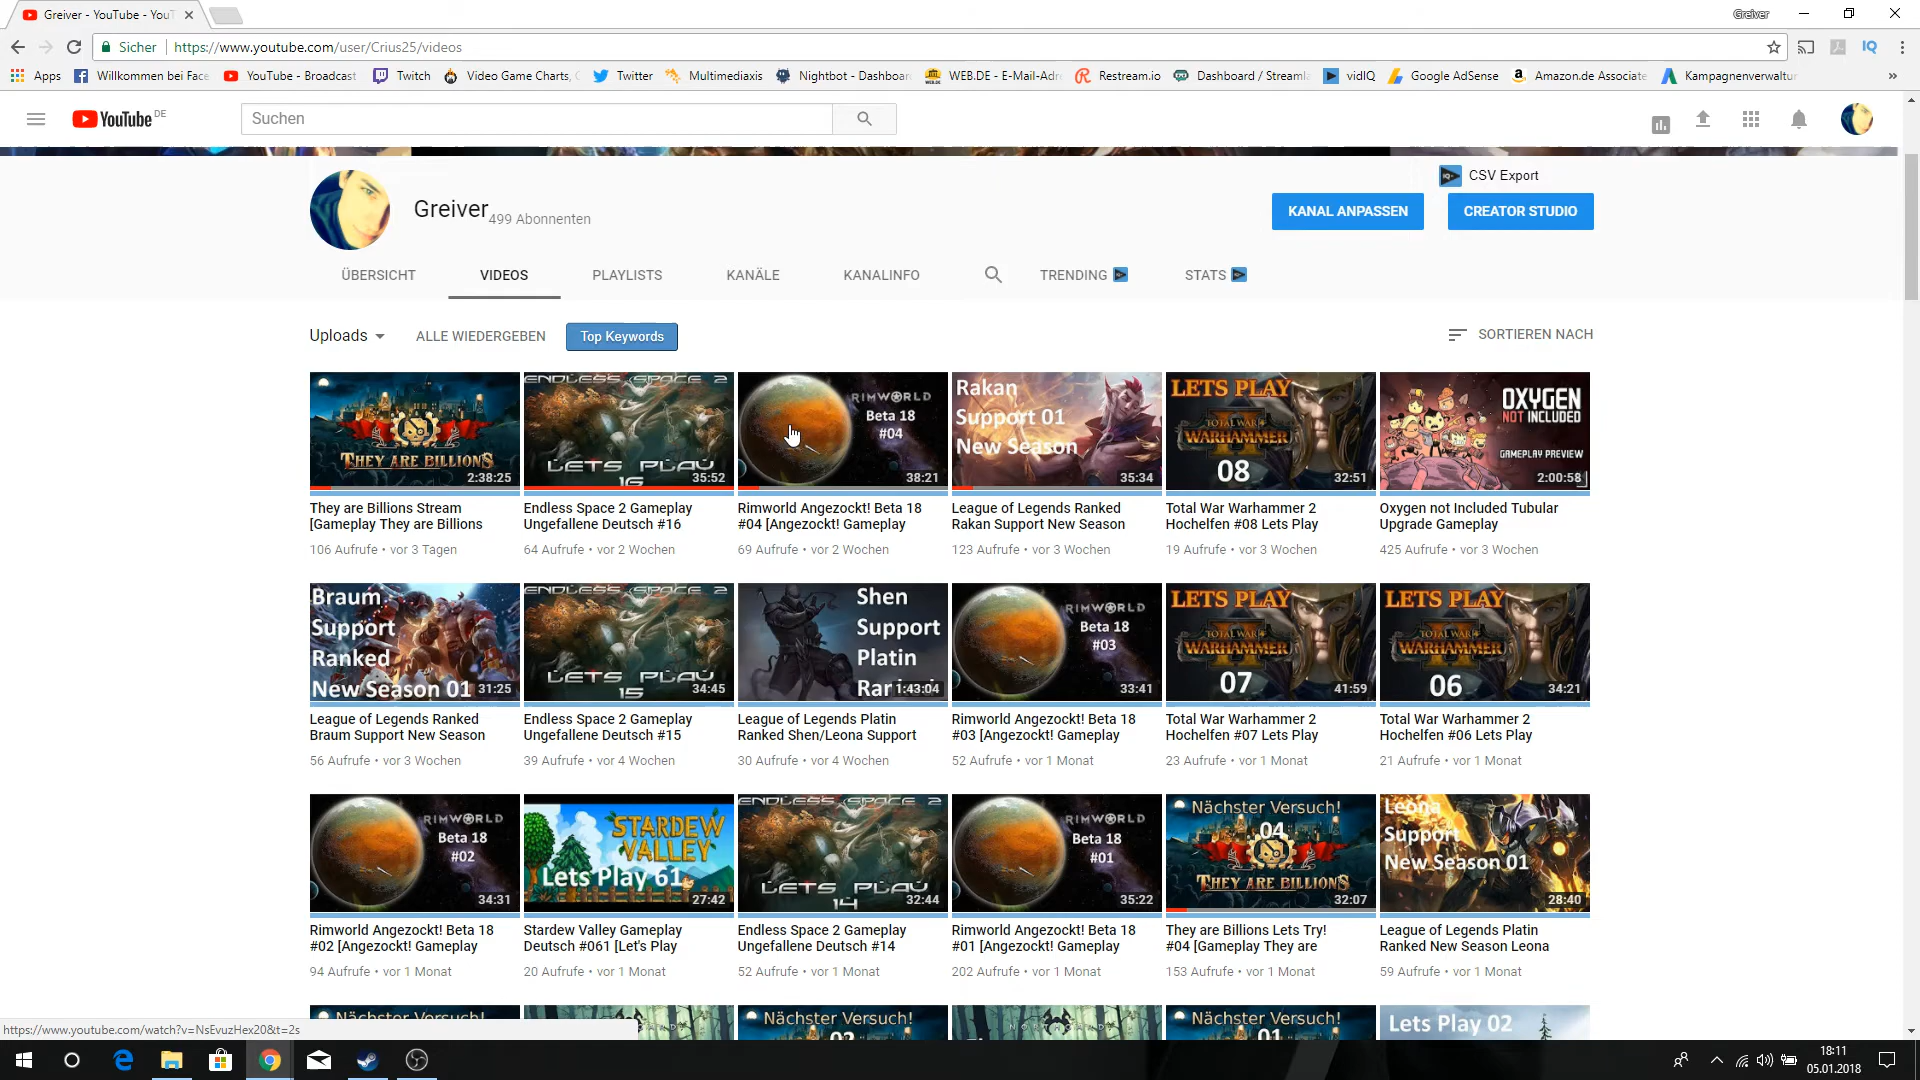 Greiver - YouTube - You
Greiver
Sicher
https://www.youtube.com/user/Crius25/videos
IQ
Apps
Willkommen bei Face
YouTube - Broadcast
Twitch
Video Game Charts,
Twitter
Multimediaxis
Nightbot - Dashboar
WEB.DE - E-Mail-Adr
Restream.io
Dashboard / Streamla
vidIQ
Google AdSense
Amazon.de Associate
Kampagnenverwaltur
YouTube DE
Suchen
CSV Export
Greiver 499 Abonnenten
KANAL ANPASSEN
CREATOR STUDIO
ÜBERSICHT
VIDEOS
PLAYLISTS
KANÄLE
KANALINFO
TRENDING
STATS
Uploads
ALLE WIEDERGEBEN
Top Keywords
SORTIEREN NACH
THEY ARE BILLIONS
2:38:25
They are Billions Stream
[Gameplay They are Billions
106 Aufrufe • vor 3 Tagen
ENDLESS SPACE 2
LETS PLAY
16
35:52
Endless Space 2 Gameplay
Ungefallene Deutsch #16
64 Aufrufe • vor 2 Wochen
RIMWORLD
Beta 18
#04
38:21
Rimworld Angezockt! Beta 18
#04 [Angezockt! Gameplay
69 Aufrufe • vor 2 Wochen
Rakan
Support 01
New Season
35:34
League of Legends Ranked
Rakan Support New Season
123 Aufrufe • vor 3 Wochen
LETS PLAY
TOTAL WAR
WARHAMMER
II
08
32:51
Total War Warhammer 2
Hochelfen #08 Lets Play
19 Aufrufe • vor 3 Wochen
OXYGEN
NOT INCLUDED
GAMEPLAY PREVIEW
2:00:58
Oxygen not Included Tubular
Upgrade Gameplay
425 Aufrufe • vor 3 Wochen
Braum
Support
Ranked
New Season 01
31:25
League of Legends Ranked
Braum Support New Season
56 Aufrufe • vor 3 Wochen
ENDLESS SPACE 2
LETS PLAY
15
34:45
Endless Space 2 Gameplay
Ungefallene Deutsch #15
39 Aufrufe • vor 4 Wochen
Shen
Support
Platin
Ran
1:43:04
League of Legends Platin
Ranked Shen/Leona Support
30 Aufrufe • vor 4 Wochen
RIMWORLD
Beta 18
#03
33:41
Rimworld Angezockt! Beta 18
#03 [Angezockt! Gameplay
52 Aufrufe • vor 1 Monat
LETS PLAY
TOTAL WAR
WARHAMMER
II
07
41:59
Total War Warhammer 2
Hochelfen #07 Lets Play
23 Aufrufe • vor 1 Monat
LETS PLAY
TOTAL WAR
WARHAMMER
II
06
34:21
Total War Warhammer 2
Hochelfen #06 Lets Play
21 Aufrufe • vor 1 Monat
RIMWORLD
Beta 18
#02
34:31
Rimworld Angezockt! Beta 18
#02 [Angezockt! Gameplay
94 Aufrufe • vor 1 Monat
STARDEW
VALLEY
Lets Play 61
27:42
Stardew Valley Gameplay
Deutsch #061 [Let's Play
20 Aufrufe • vor 1 Monat
ENDLESS SPACE 2
LETS PLAY
14
32:44
Endless Space 2 Gameplay
Ungefallene Deutsch #14
52 Aufrufe • vor 1 Monat
RIMWORLD
Beta 18
#01
35:22
Rimworld Angezockt! Beta 18
#01 [Angezockt! Gameplay
202 Aufrufe • vor 1 Monat
Nächster Versuch!
04
THEY ARE BILLIONS
32:07
They are Billions Lets Try!
#04 [Gameplay They are
153 Aufrufe • vor 1 Monat
Leona
Support
New Season 01
28:40
League of Legends Platin
Ranked New Season Leona
59 Aufrufe • vor 1 Monat
Nächster Versuch!
Nächster Versuch!
Nächster Versuch!
01
Lets Play 02
https://www.youtube.com/watch?v=NsEvuzHex20&t=2s
18:11
05.01.2018